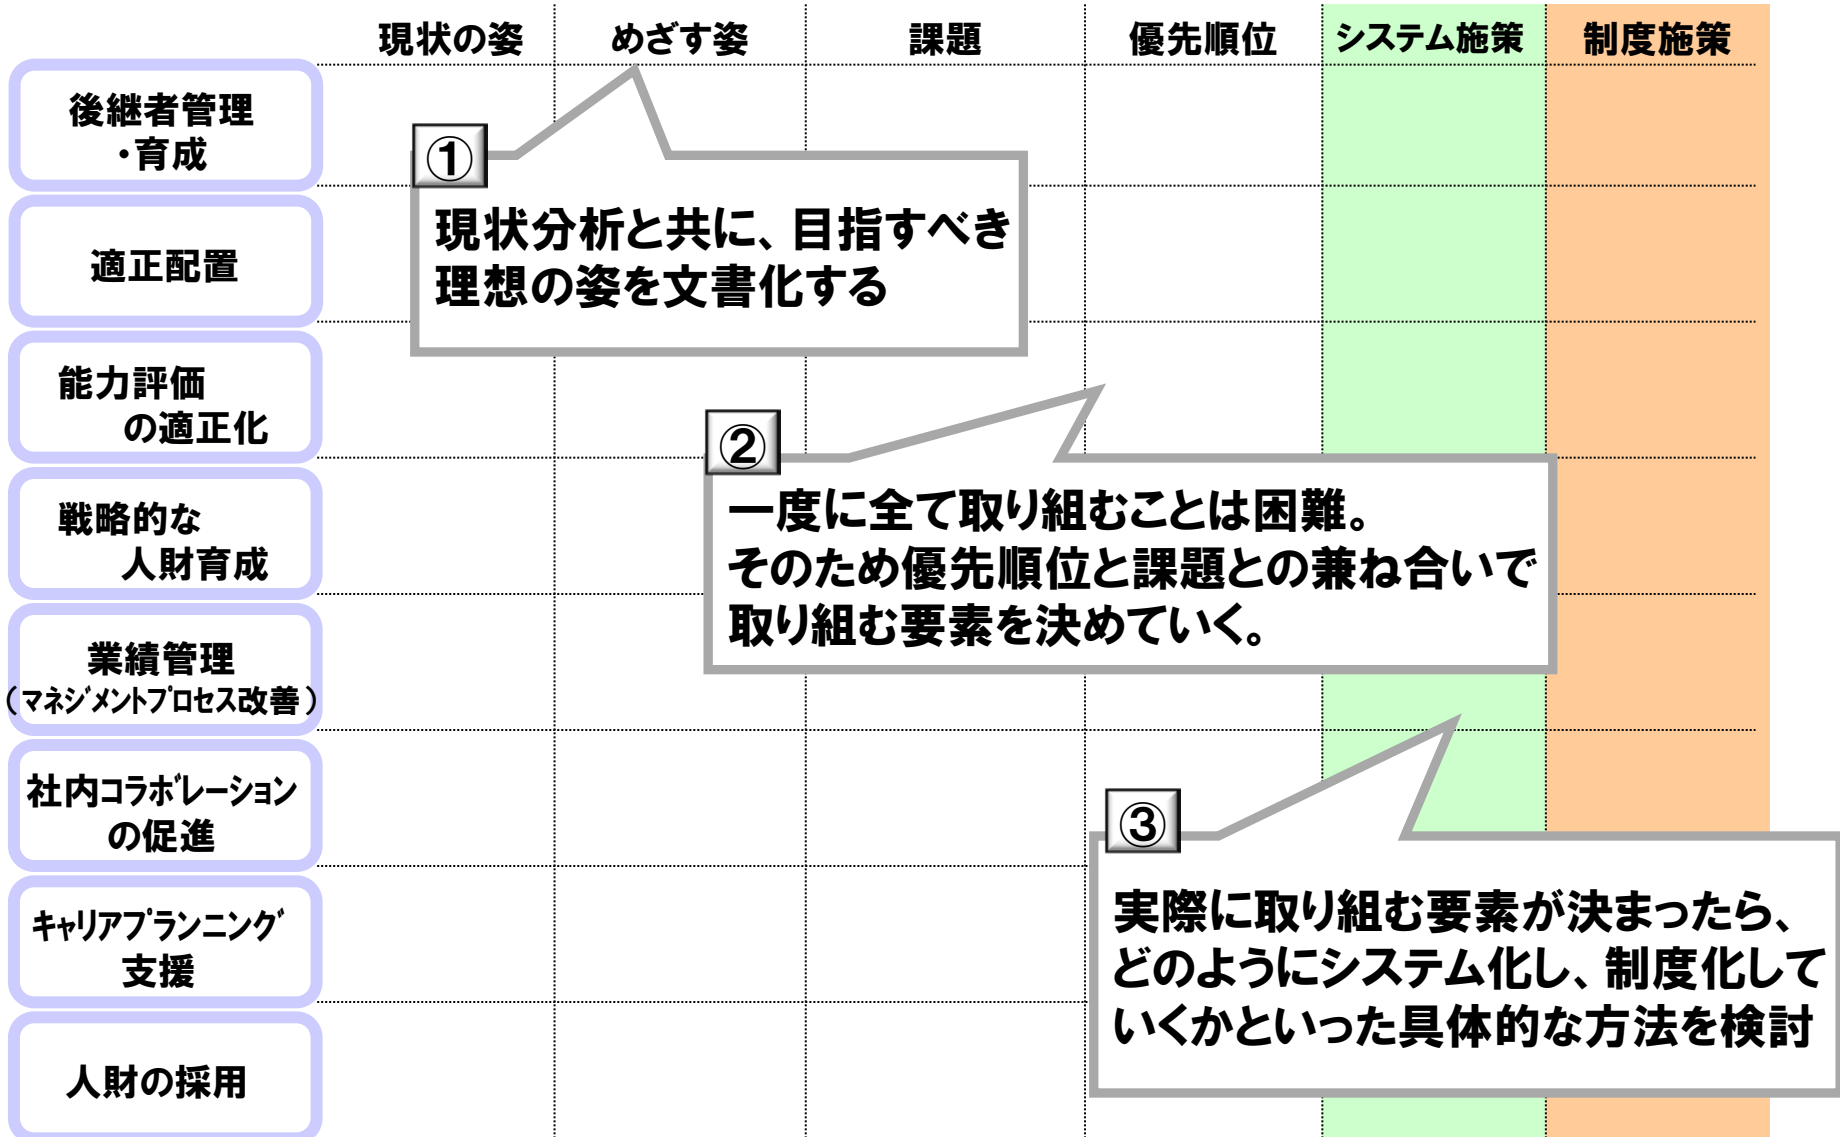 現状の姿
めざす姿
課題
優先順位
システム施策
制度施策
後継者管理
・育成
適正配置
能力評価
の適正化
戦略的な
人財育成
業績管理
(ﾏﾈｼﾞﾒﾝﾄﾌﾟﾛｾｽ改善)
社内ｺﾗﾎﾞﾚｰｼｮﾝ
の促進
ｷｬﾘｱﾌﾟﾗﾝﾆﾝｸﾞ
支援
人財の採用
①
現状分析と共に、目指すべき
理想の姿を文書化する
②
一度に全て取り組むことは困難。
そのため優先順位と課題との兼ね合いで
取り組む要素を決めていく。
③
実際に取り組む要素が決まったら、
どのようにシステム化し、制度化して
いくかといった具体的な方法を検討